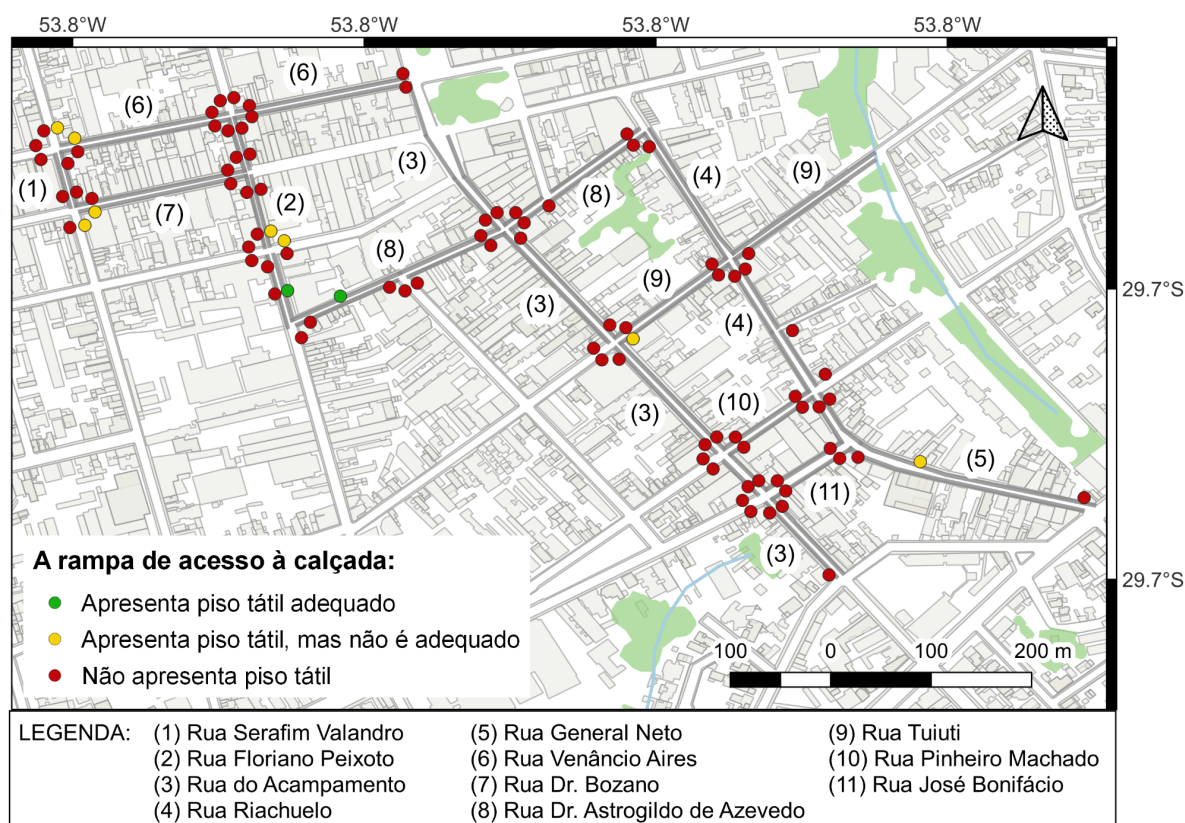 53.8°W 53.8°W 53.8°W 53.8°W
(6)
(6)
(3)
(1)
(7)
(2)
(8)
(4)
(9)
(8)
(9)
(3)
(4)
29.7°S
(3)
(10)
(5)
(11)
(3)
29.7°S
A rampa de acesso à calçada:
Apresenta piso tátil adequado
Apresenta piso tátil, mas não é adequado
Não apresenta piso tátil
100 0 100 200 m
LEGENDA: (1) Rua Serafim Valandro (5) Rua General Neto (9) Rua Tuiuti
(2) Rua Floriano Peixoto (6) Rua Venâncio Aires (10) Rua Pinheiro Machado
(3) Rua do Acampamento (7) Rua Dr. Bozano (11) Rua José Bonifácio
(4) Rua Riachuelo (8) Rua Dr. Astrogildo de Azevedo